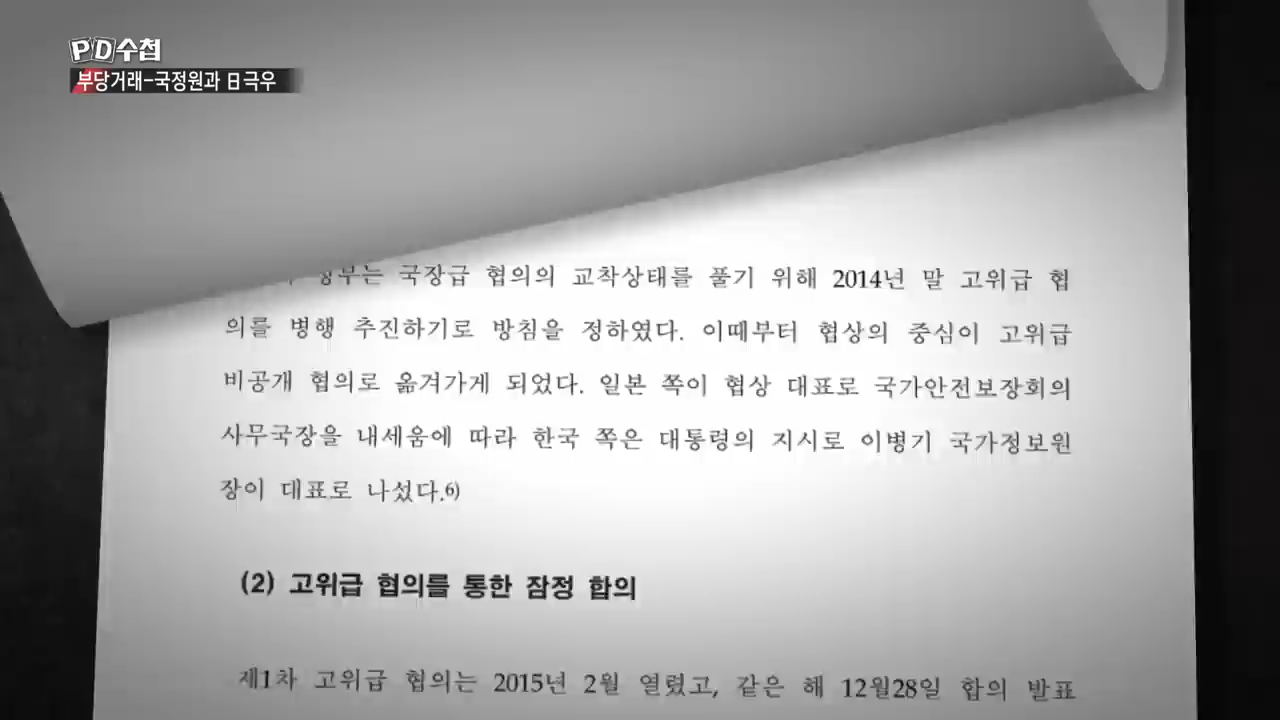 PD수첩
부당거래-국정원과 日극우
정부는 국장급 협의의 교착상태를 풀기 위해 2014년 말 고위급 협
의를 병행 추진하기로 방침을 정하였다. 이때부터 협상의 중심이 고위급
비공개 협의로 옮겨가게 되었다. 일본 쪽이 협상 대표로 국가안전보장회의
사무국장을 내세움에 따라 한국 쪽은 대통령의 지시로 이병기 국가정보원
장이 대표로 나섰다.6)
(2) 고위급 협의를 통한 잠정 합의
제1차 고위급 협의는 2015년 2월 열렸고, 같은 해 12월28일 합의 발표